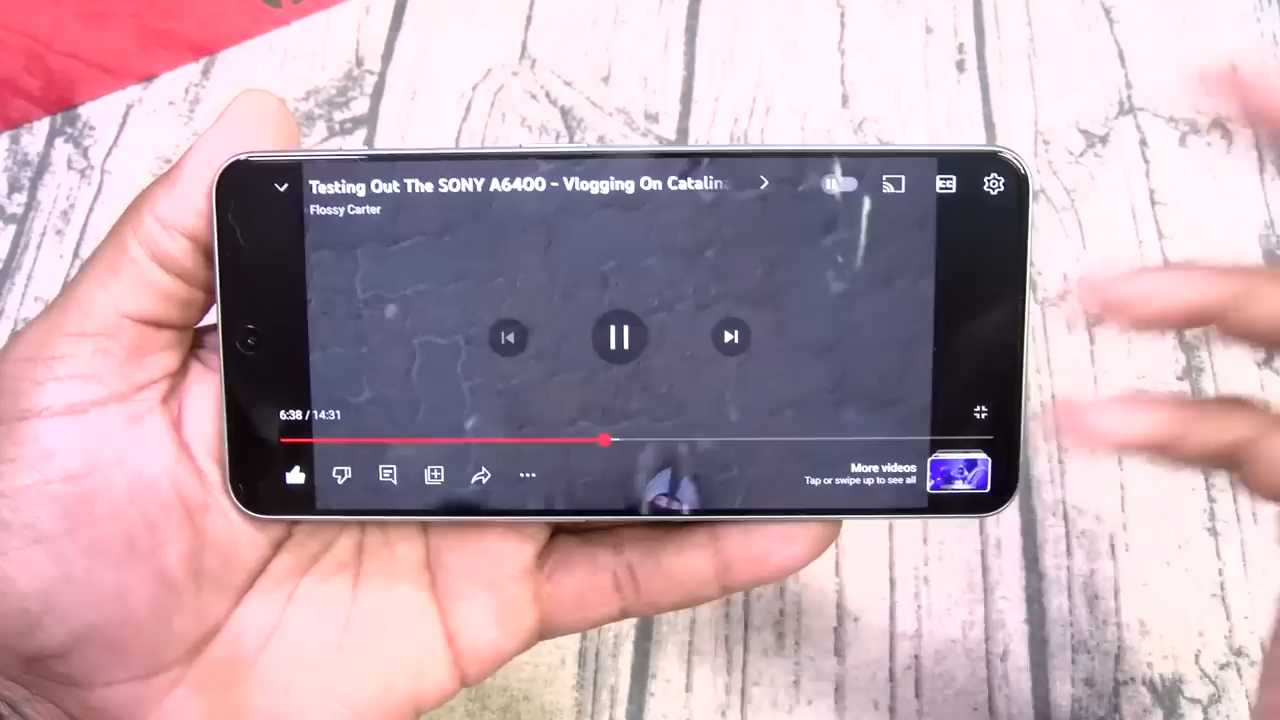 Testing Out The SONY A6400 - Vlogging On Catalin
CC
Flossy Carter
6:38 / 14:31
More videos
Tap or swipe up to see all